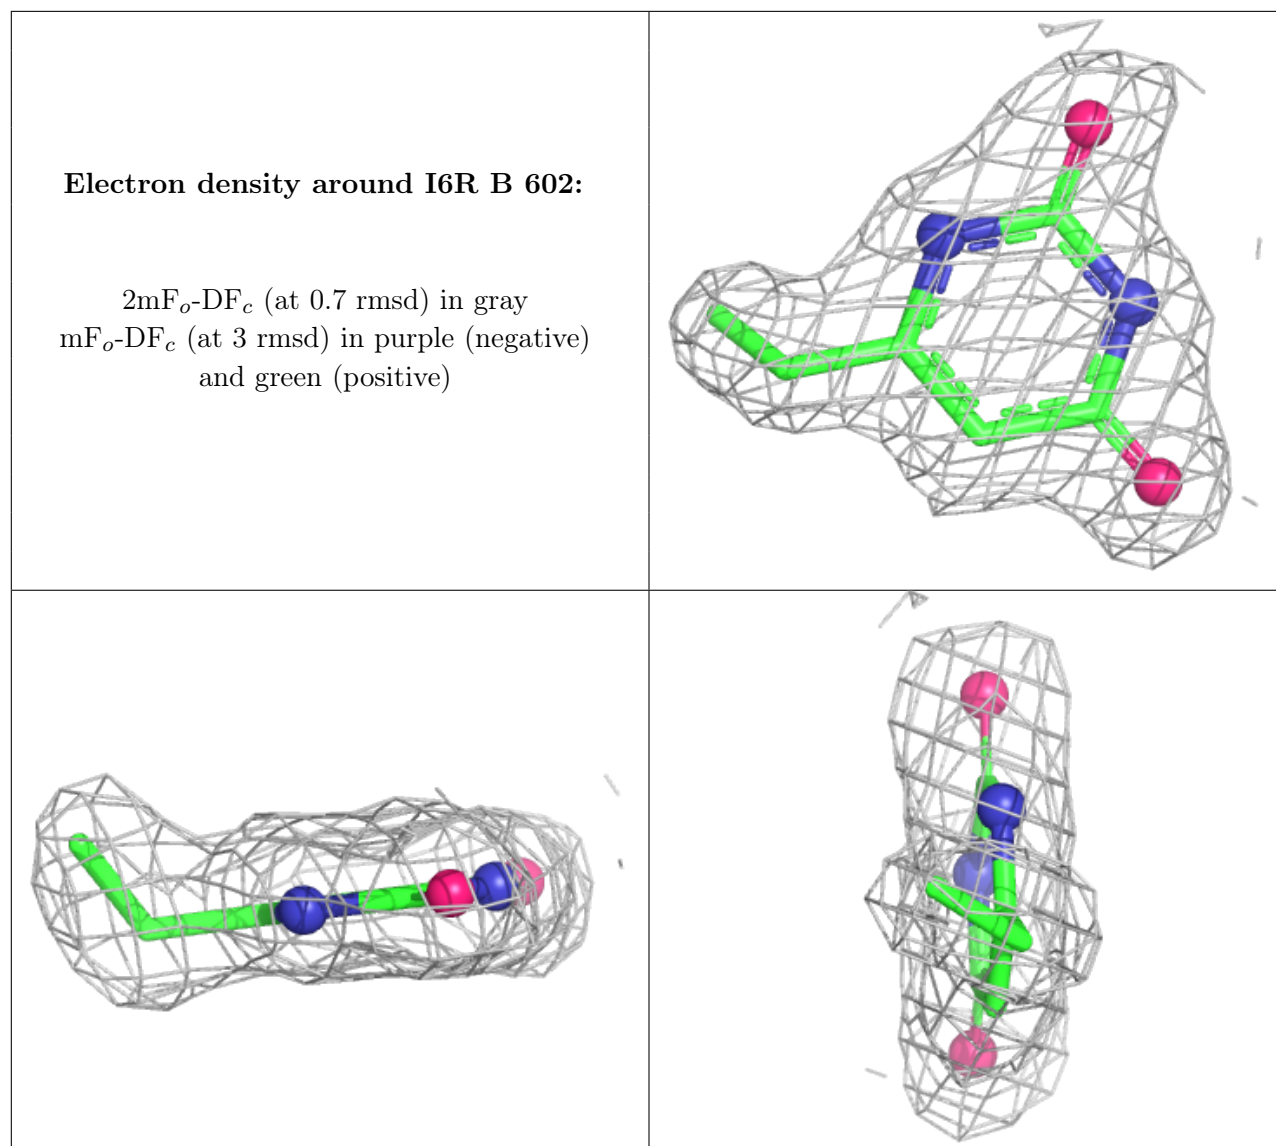 Electron density around I6R B 602:
2mFo-DFc (at 0.7 rmsd) in gray
mFo-DFc (at 3 rmsd) in purple (negative)
and green (positive)